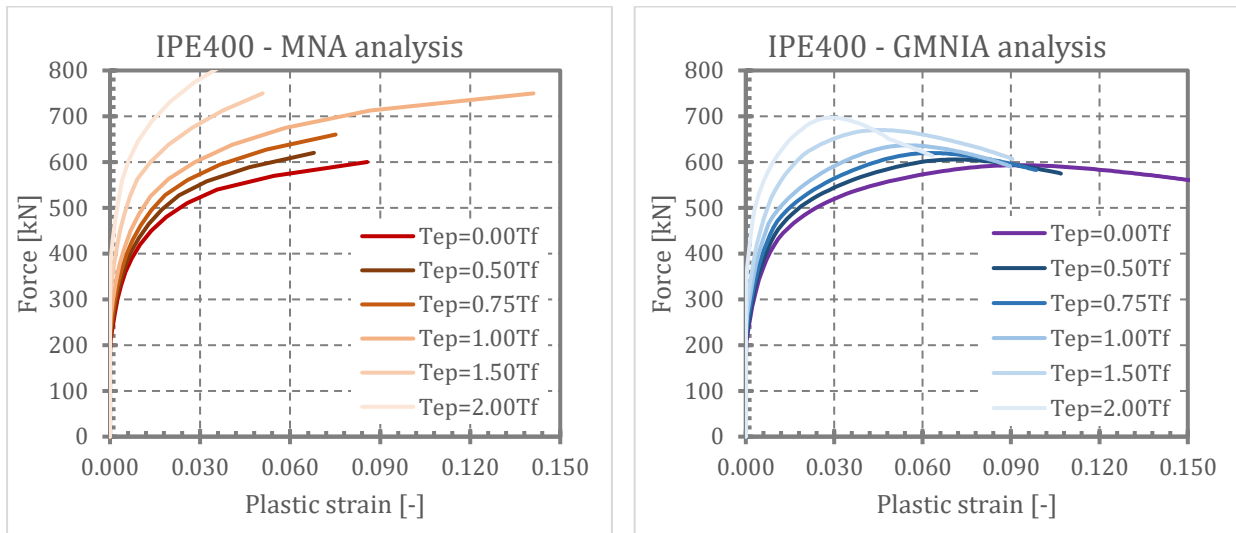 IPE400 - MNA analysis
800
700
600
500
400
300
200
100
0
Force [kN]
Tep=0.00Tf
Tep=0.50Tf
Tep=0.75Tf
Tep=1.00Tf
Tep=1.50Tf
Tep=2.00Tf
0.000 0.030 0.060 0.090 0.120 0.150
Plastic strain [-]
IPE400 - GMNIA analysis
800
700
600
500
400
300
200
100
0
Force [kN]
Tep=0.00Tf
Tep=0.50Tf
Tep=0.75Tf
Tep=1.00Tf
Tep=1.50Tf
Tep=2.00Tf
0.000 0.030 0.060 0.090 0.120 0.150
Plastic strain [-]